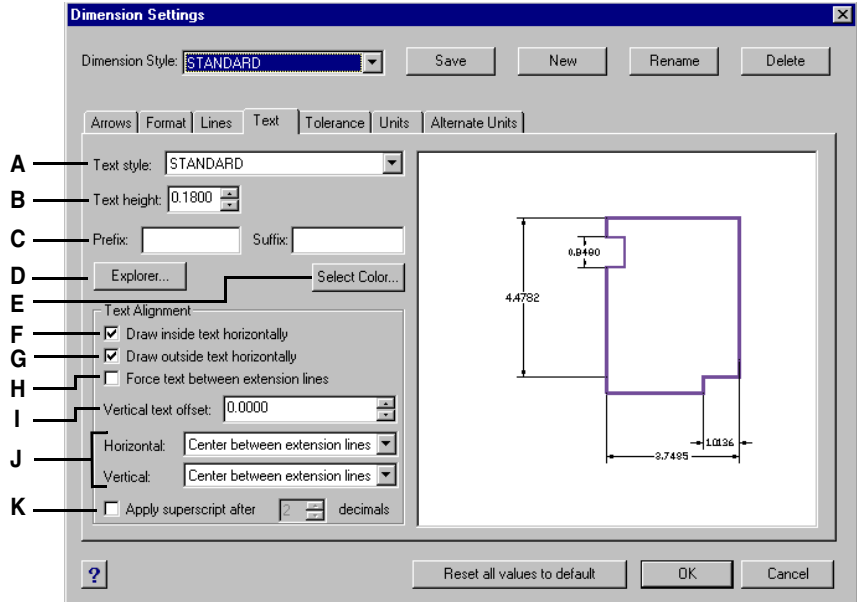 Dimension Settings
Dimension Style: STANDARD Save New Rename Delete
Arrows Format Lines Text Tolerance Units Alternate Units
A Text style: STANDARD
B Text height: 0.1800
C Prefix: Suffix:
D Explorer...
E Select Color...
Text Alignment
F Draw inside text horizontally
G Draw outside text horizontally
H Force text between extension lines
I Vertical text offset: 0.0000
J Horizontal: Center between extension lines
Vertical: Center between extension lines
K Apply superscript after 2 decimals
0.9490
4.4782
1.0136
3.7495
? Reset all values to default OK Cancel